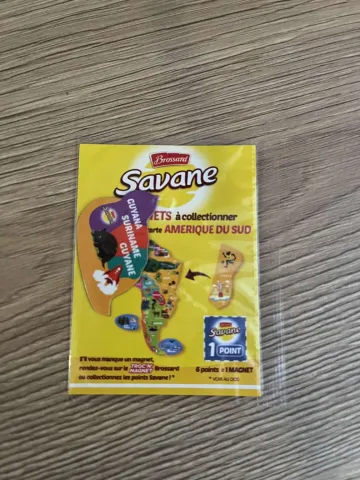 Brossard
Savane
ETS à collectionner
arte AMERIQUE DU SUD
GUYANA
SURINAME
GUYANE
Savane
1 POINT
S'il vous manque un magnet,
rendez-vous sur le TROC'N MAGNET Brossard
ou collectionnez les points Savane ! *
6 points = 1 MAGNET
* VOIR AU DOS